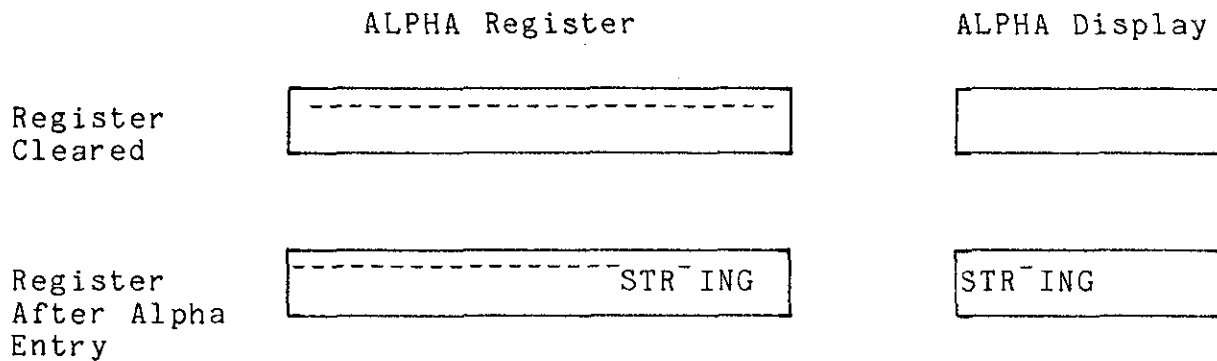 ALPHA Register ALPHA Display
Register
Cleared
‾‾‾‾‾‾‾‾‾‾‾‾‾‾‾‾‾‾‾‾‾‾‾‾
Register
After Alpha
Entry
‾‾‾‾‾‾‾‾‾‾‾‾‾‾‾‾‾STR‾ING STR‾ING